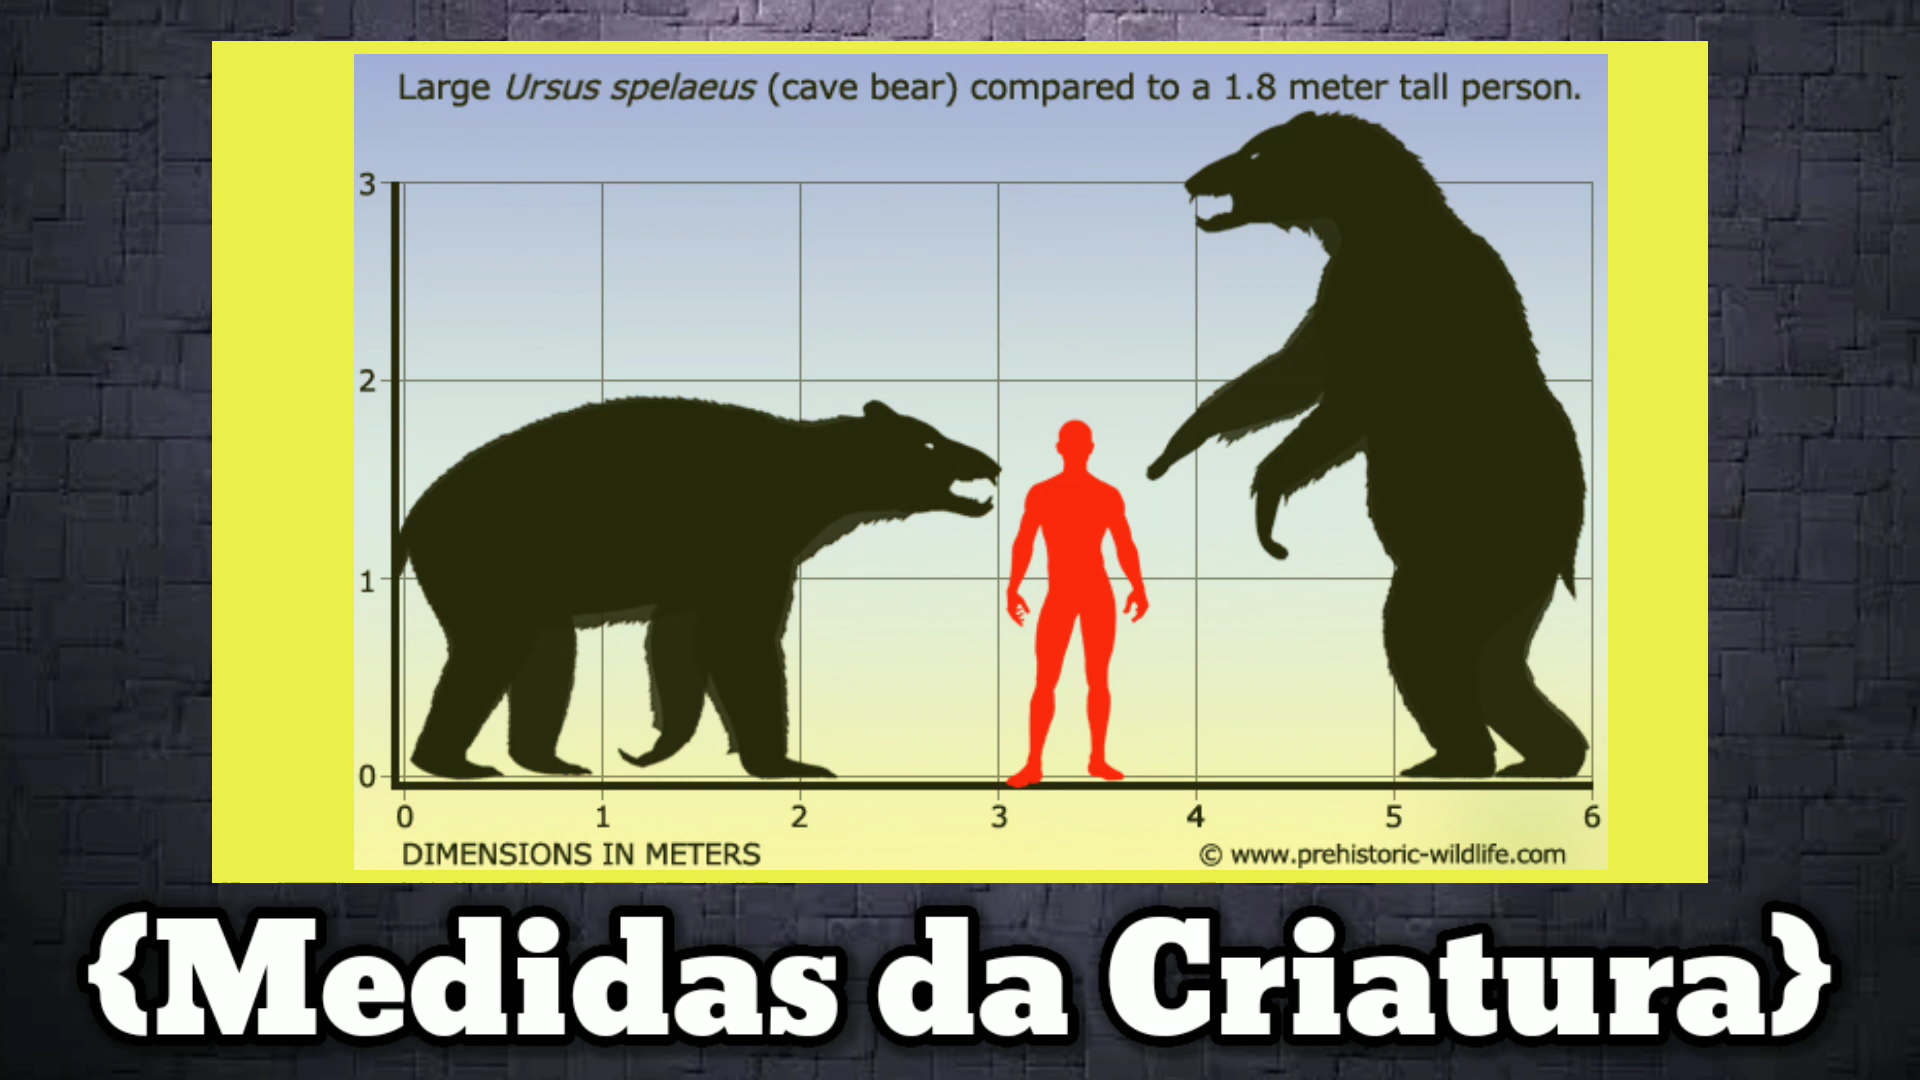 Large Ursus spelaeus (cave bear) compared to a 1.8 meter tall person.
3
2
1
0
0 1 2 3 4 5 6
DIMENSIONS IN METERS © www.prehistoric-wildlife.com
{Medidas da Criatura}